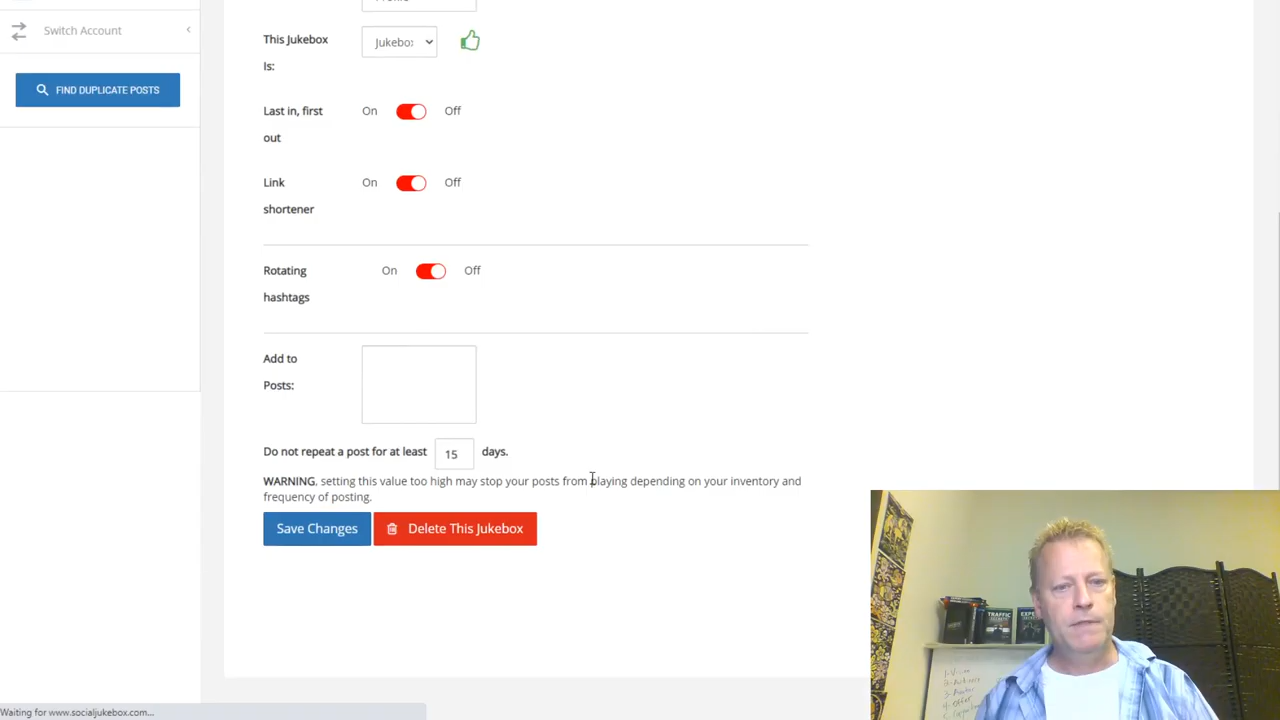 Switch Account
FIND DUPLICATE POSTS
This Jukebox
Is:
Last in, first
out
On
Off
Link
shortener
On
Off
Rotating
hashtags
On
Off
Add to
Posts:
Do not repeat a post for at least 15 days.
WARNING, setting this value too high may stop your posts from playing depending on your inventory and
frequency of posting.
Save Changes
Delete This Jukebox
TRAFFIC
Waiting for www.socialjukebox.com...